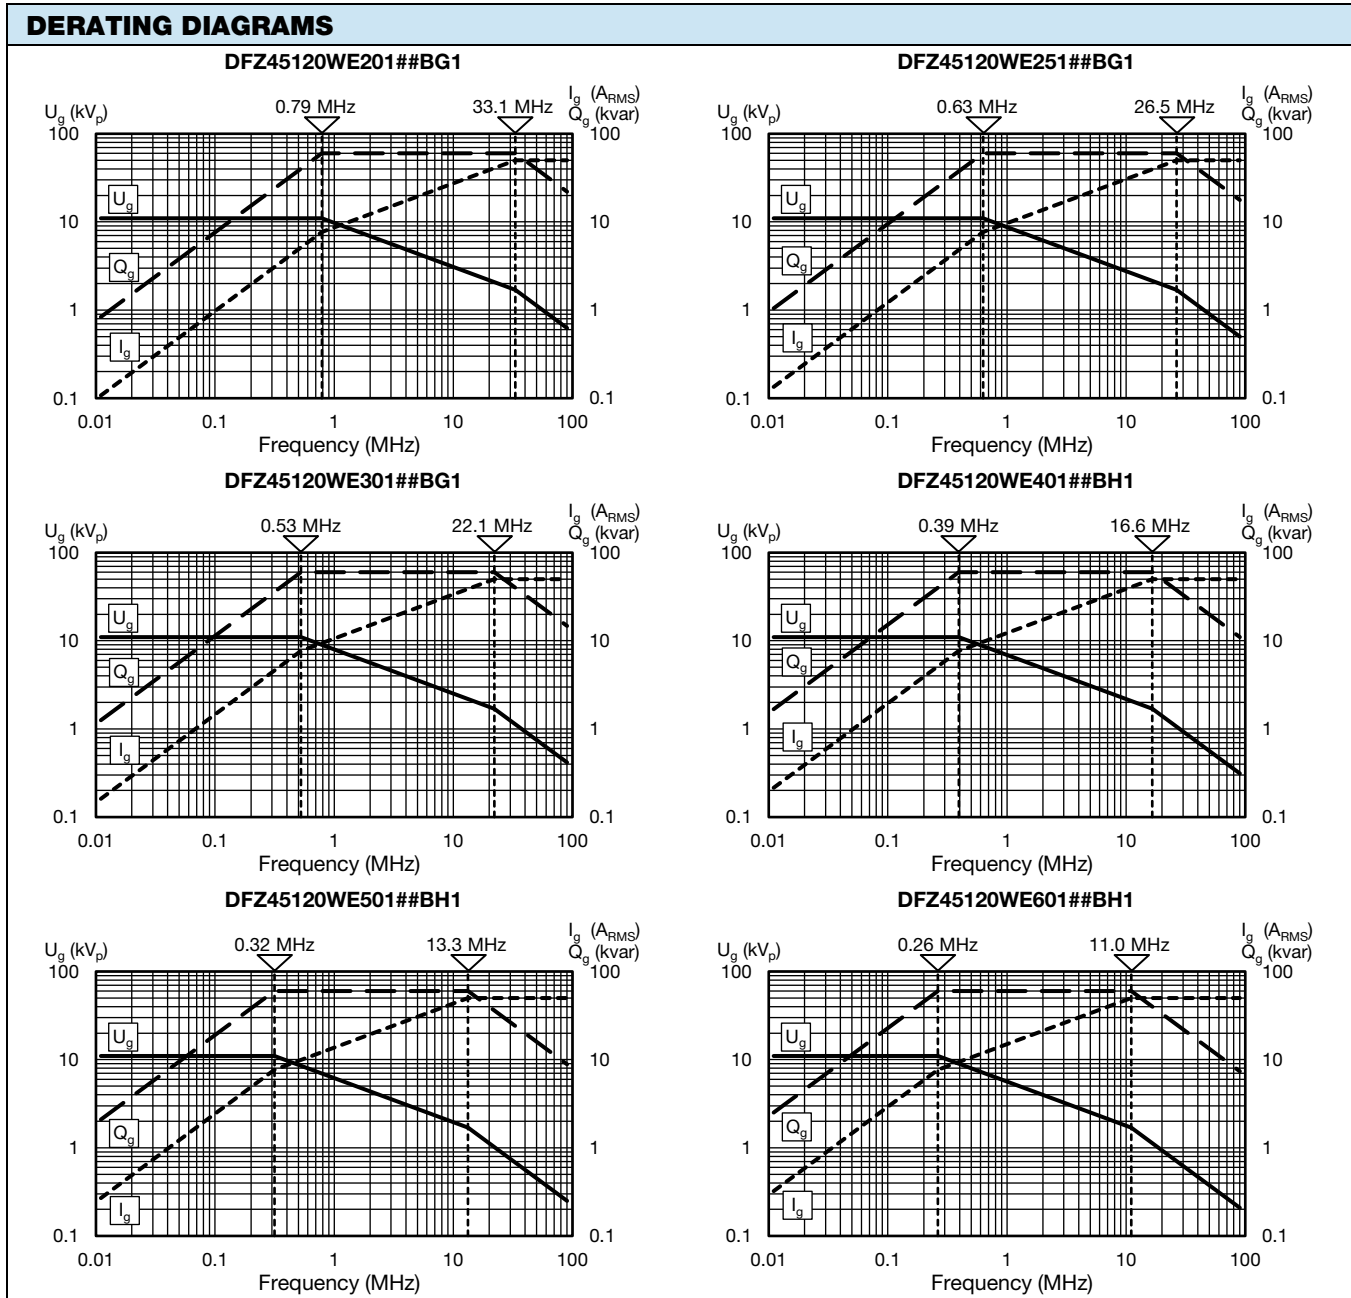 DERATING DIAGRAMS
DFZ45120WE201##BG1
Ug (kVp)
0.79 MHz
33.1 MHz
Ig (ARMS)
Qg (kvar)
100
100
Ug
10
10
Qg
1
1
Ig
0.1
0.1
0.01
0.1
1
10
100
Frequency (MHz)
DFZ45120WE251##BG1
Ug (kVp)
0.63 MHz
26.5 MHz
Ig (ARMS)
Qg (kvar)
100
100
Ug
10
10
Qg
1
1
Ig
0.1
0.1
0.01
0.1
1
10
100
Frequency (MHz)
DFZ45120WE301##BG1
Ug (kVp)
0.53 MHz
22.1 MHz
Ig (ARMS)
Qg (kvar)
100
100
Ug
10
10
Qg
1
1
Ig
0.1
0.1
0.01
0.1
1
10
100
Frequency (MHz)
DFZ45120WE401##BH1
Ug (kVp)
0.39 MHz
16.6 MHz
Ig (ARMS)
Qg (kvar)
100
100
Ug
10
10
Qg
1
1
Ig
0.1
0.1
0.01
0.1
1
10
100
Frequency (MHz)
DFZ45120WE501##BH1
Ug (kVp)
0.32 MHz
13.3 MHz
Ig (ARMS)
Qg (kvar)
100
100
Ug
10
10
Qg
1
1
Ig
0.1
0.1
0.01
0.1
1
10
100
Frequency (MHz)
DFZ45120WE601##BH1
Ug (kVp)
0.26 MHz
11.0 MHz
Ig (ARMS)
Qg (kvar)
100
100
Ug
10
10
Qg
1
1
Ig
0.1
0.1
0.01
0.1
1
10
100
Frequency (MHz)